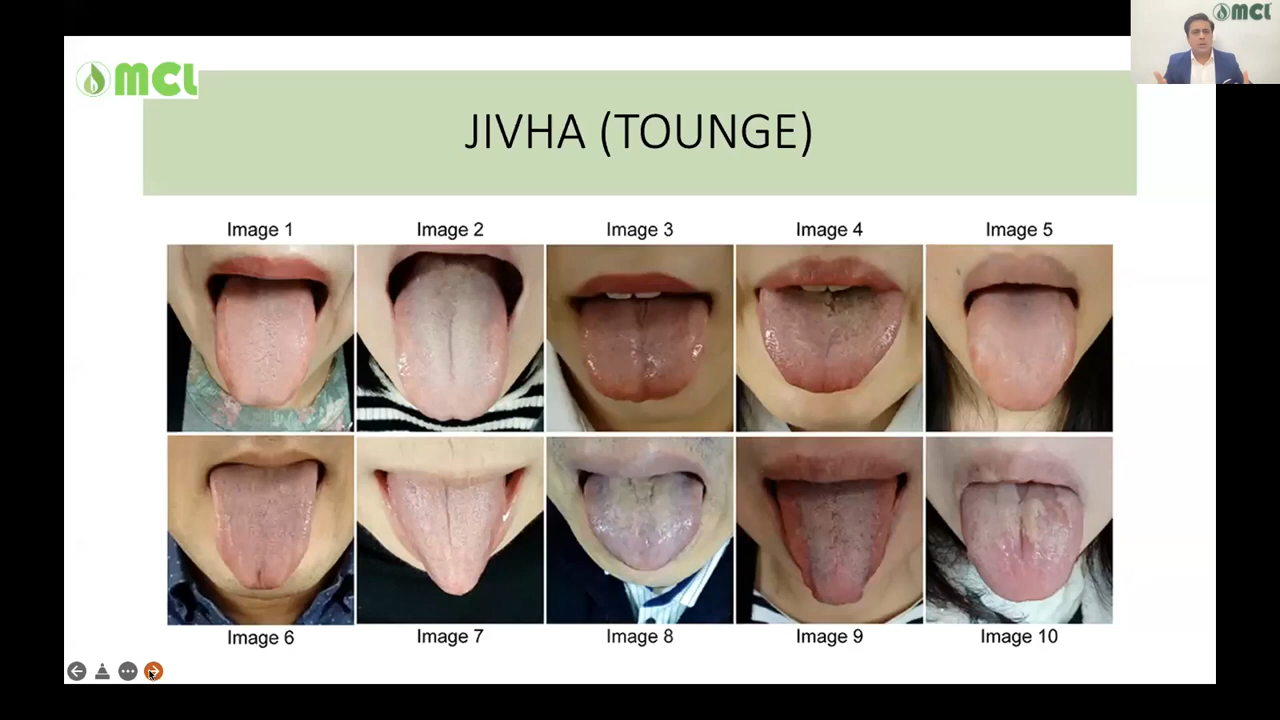 MCL
MCL
JIVHA (TOUNGE)
Image 1
Image 2
Image 3
Image 4
Image 5
Image 6
Image 7
Image 8
Image 9
Image 10